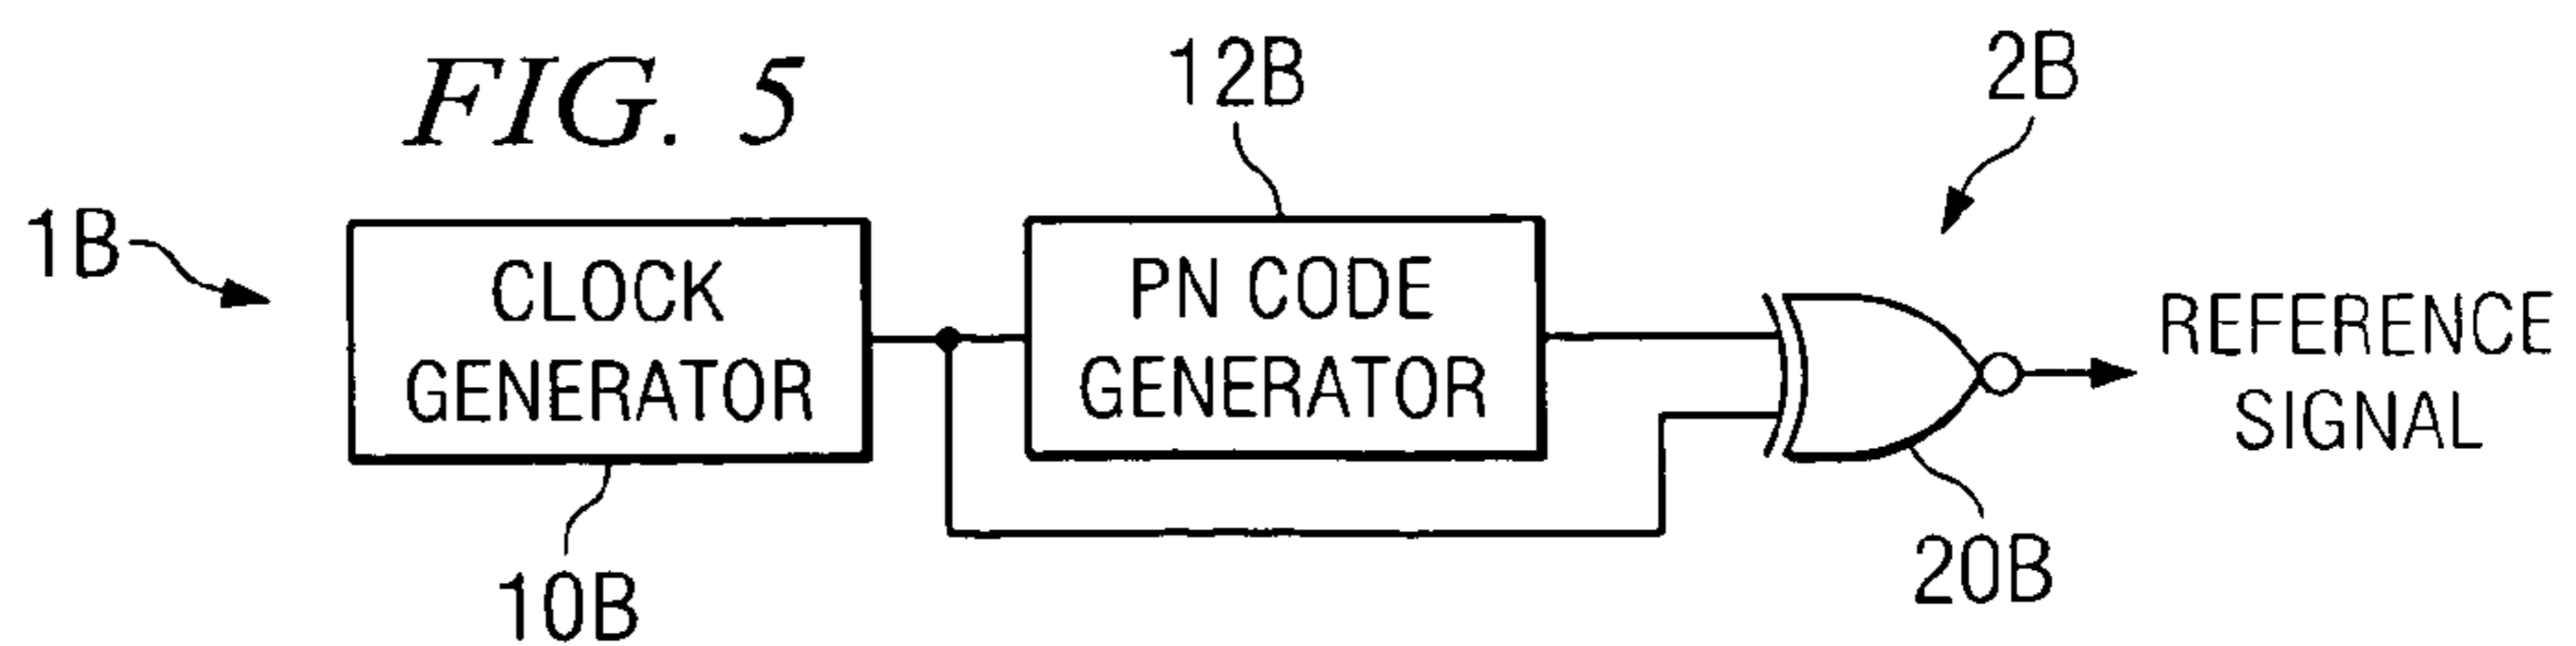 FIG. 5
12B
2B
1B
CLOCK
GENERATOR
PN CODE
GENERATOR
REFERENCE
SIGNAL
10B
20B